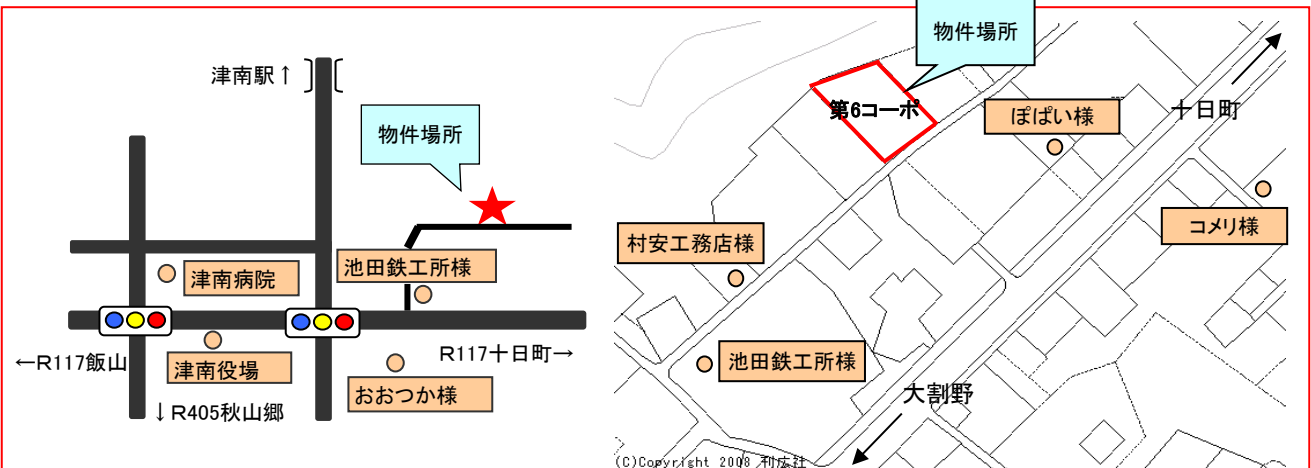 津南駅↑
物件場所
池田鉄工所様
津南病院
←R117飯山
津南役場
R117十日町→
おおつか様
↓R405秋山郷
物件場所
第6コーポ
ぽぱい様
十日町
コメリ様
村安工務店様
池田鉄工所様
大割野
(C)Copyright 2008 刊広社